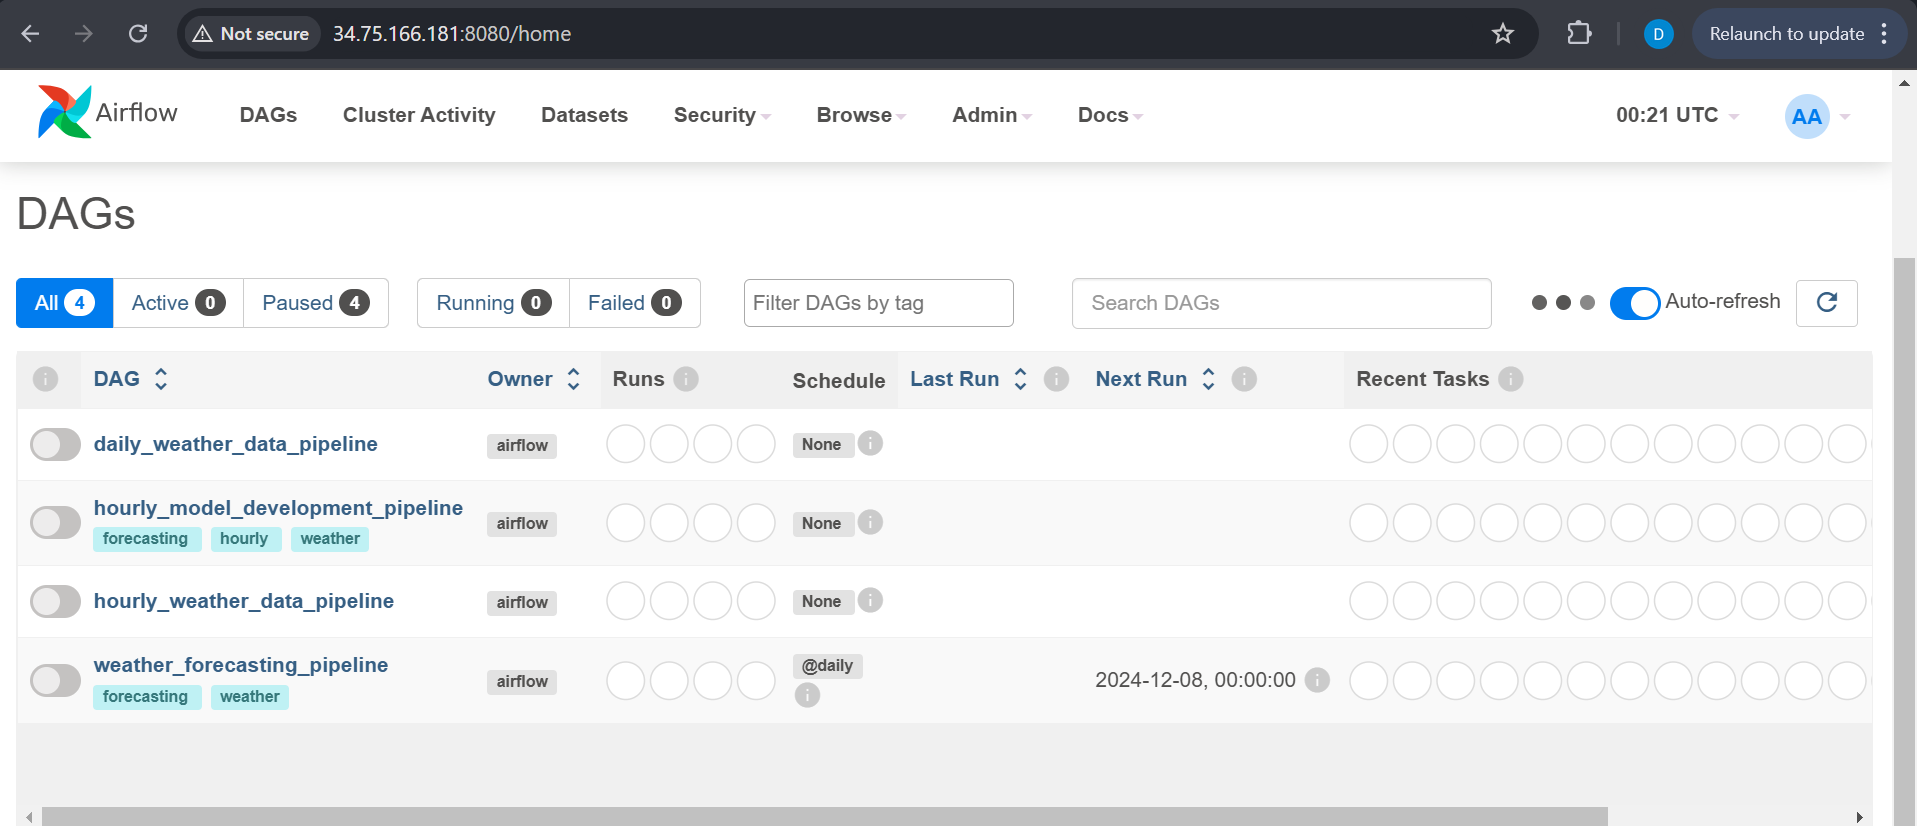 Not secure 34.75.166.181:8080/home Relaunch to update
D
Airflow DAGs Cluster Activity Datasets Security Browse Admin Docs 00:21 UTC AA
DAGs
All 4 Active 0 Paused 4 Running 0 Failed 0 Filter DAGs by tag Search DAGs Auto-refresh
i DAG Owner Runs i Schedule Last Run i Next Run i Recent Tasks i
daily_weather_data_pipeline airflow None i
hourly_model_development_pipeline airflow None i
forecasting hourly weather
hourly_weather_data_pipeline airflow None i
weather_forecasting_pipeline airflow @daily i 2024-12-08, 00:00:00 i
forecasting weather